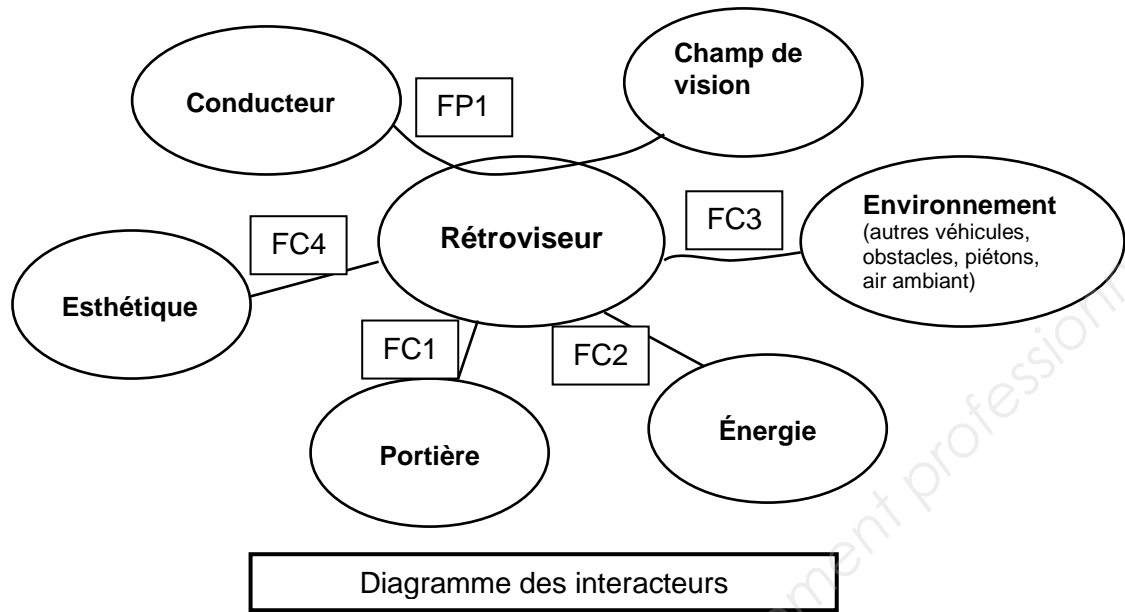 Champ de
vision
Conducteur
FP1
Environnement
(autres véhicules,
obstacles, piétons,
air ambiant)
FC3
Rétroviseur
FC4
Esthétique
FC1
FC2
Énergie
Portière
Diagramme des interacteurs